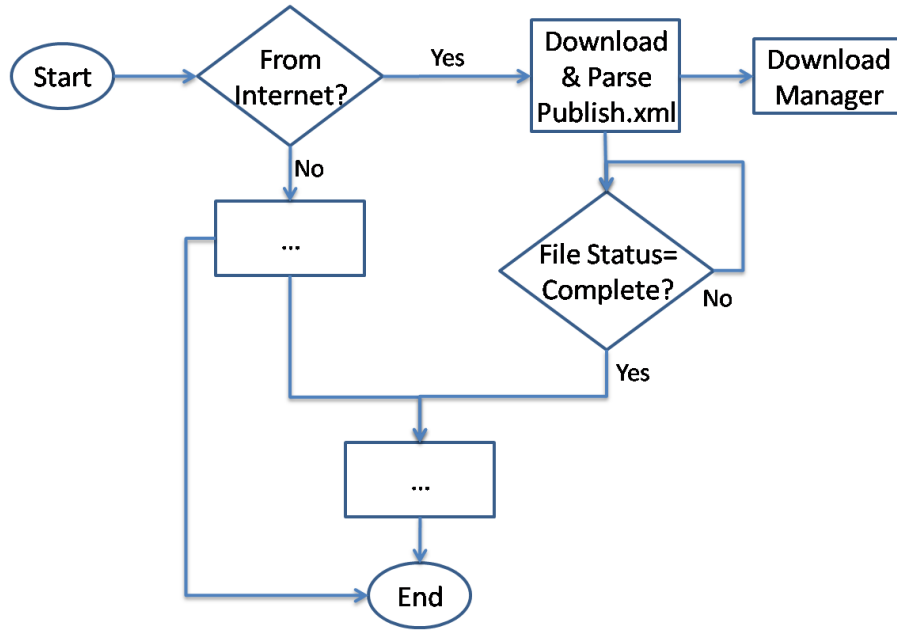 Start
From
Internet?
Yes
Download
& Parse
Publish.xml
Download
Manager
No
...
File Status=
Complete?
No
Yes
...
End